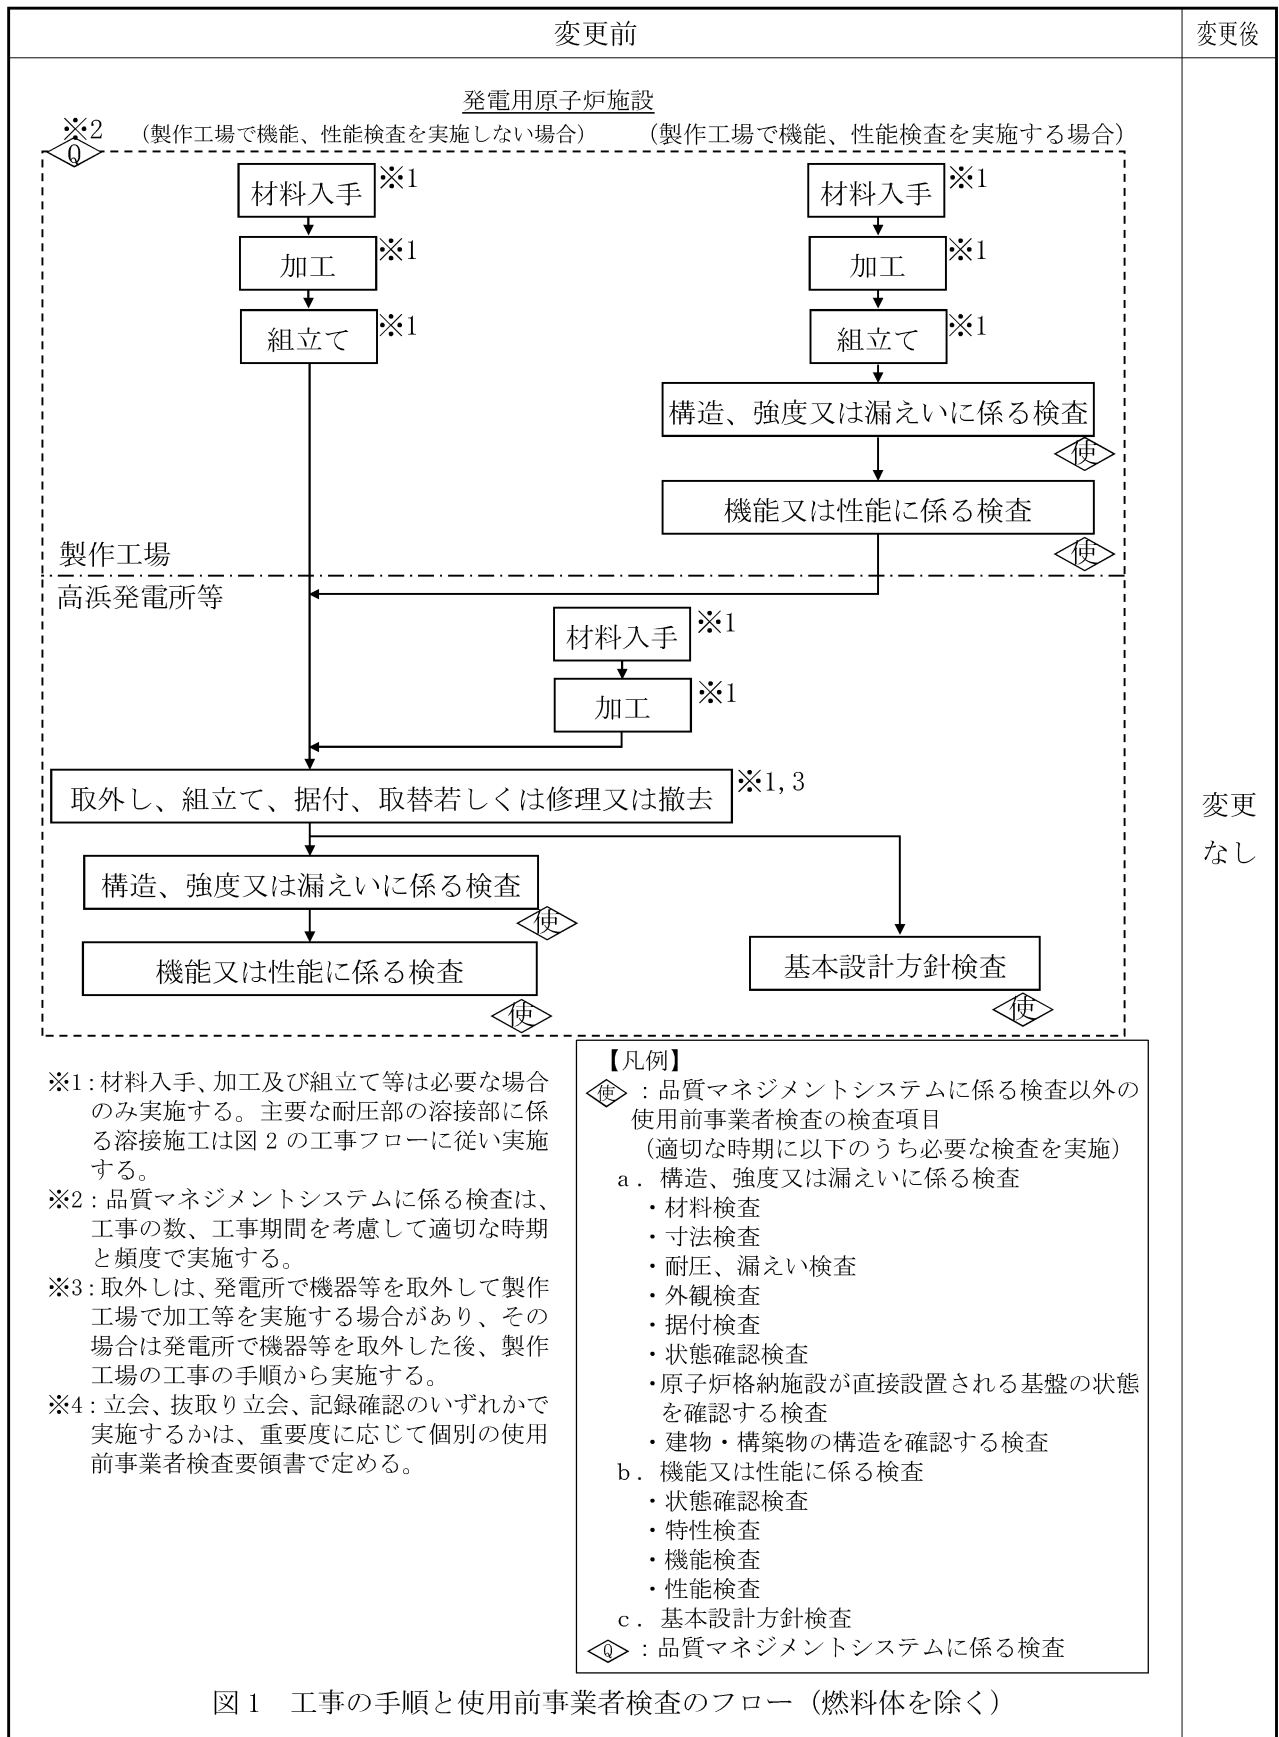 変更前
変更後
発電用原子炉施設
※2
（製作工場で機能、性能検査を実施しない場合）
（製作工場で機能、性能検査を実施する場合）
Q
材料入手
※1
材料入手
※1
加工
※1
加工
※1
組立て
※1
組立て
※1
構造、強度又は漏えいに係る検査
使
機能又は性能に係る検査
使
製作工場
高浜発電所等
材料入手
※1
加工
※1
取外し、組立て、据付、取替若しくは修理又は撤去
※1, 3
変更
なし
構造、強度又は漏えいに係る検査
使
機能又は性能に係る検査
使
基本設計方針検査
使
※1：材料入手、加工及び組立て等は必要な場合
のみ実施する。主要な耐圧部の溶接部に係
る溶接施工は図 2 の工事フローに従い実施
する。
※2：品質マネジメントシステムに係る検査は、
工事の数、工事期間を考慮して適切な時期
と頻度で実施する。
※3：取外しは、発電所で機器等を取外して製作
工場で加工等を実施する場合があり、その
場合は発電所で機器等を取外した後、製作
工場の工事の手順から実施する。
※4：立会、抜取り立会、記録確認のいずれかで
実施するかは、重要度に応じて個別の使用
前事業者検査要領書で定める。
【凡例】
使：品質マネジメントシステムに係る検査以外の
使用前事業者検査の検査項目
（適切な時期に以下のうち必要な検査を実施）
a．構造、強度又は漏えいに係る検査
・材料検査
・寸法検査
・耐圧、漏えい検査
・外観検査
・据付検査
・状態確認検査
・原子炉格納施設が直接設置される基盤の状態
を確認する検査
・建物・構築物の構造を確認する検査
b．機能又は性能に係る検査
・状態確認検査
・特性検査
・機能検査
・性能検査
c．基本設計方針検査
Q：品質マネジメントシステムに係る検査
図 1　工事の手順と使用前事業者検査のフロー（燃料体を除く）